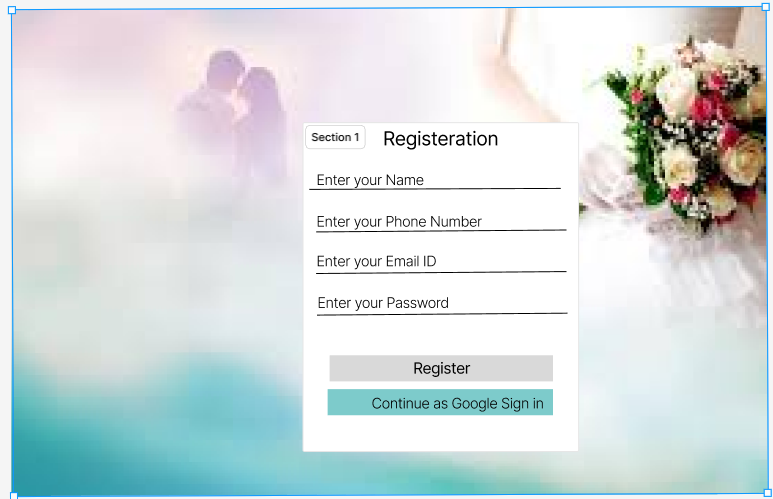 Section 1
Registeration
Enter your Name
Enter your Phone Number
Enter your Email ID
Enter your Password
Register
Continue as Google Sign in